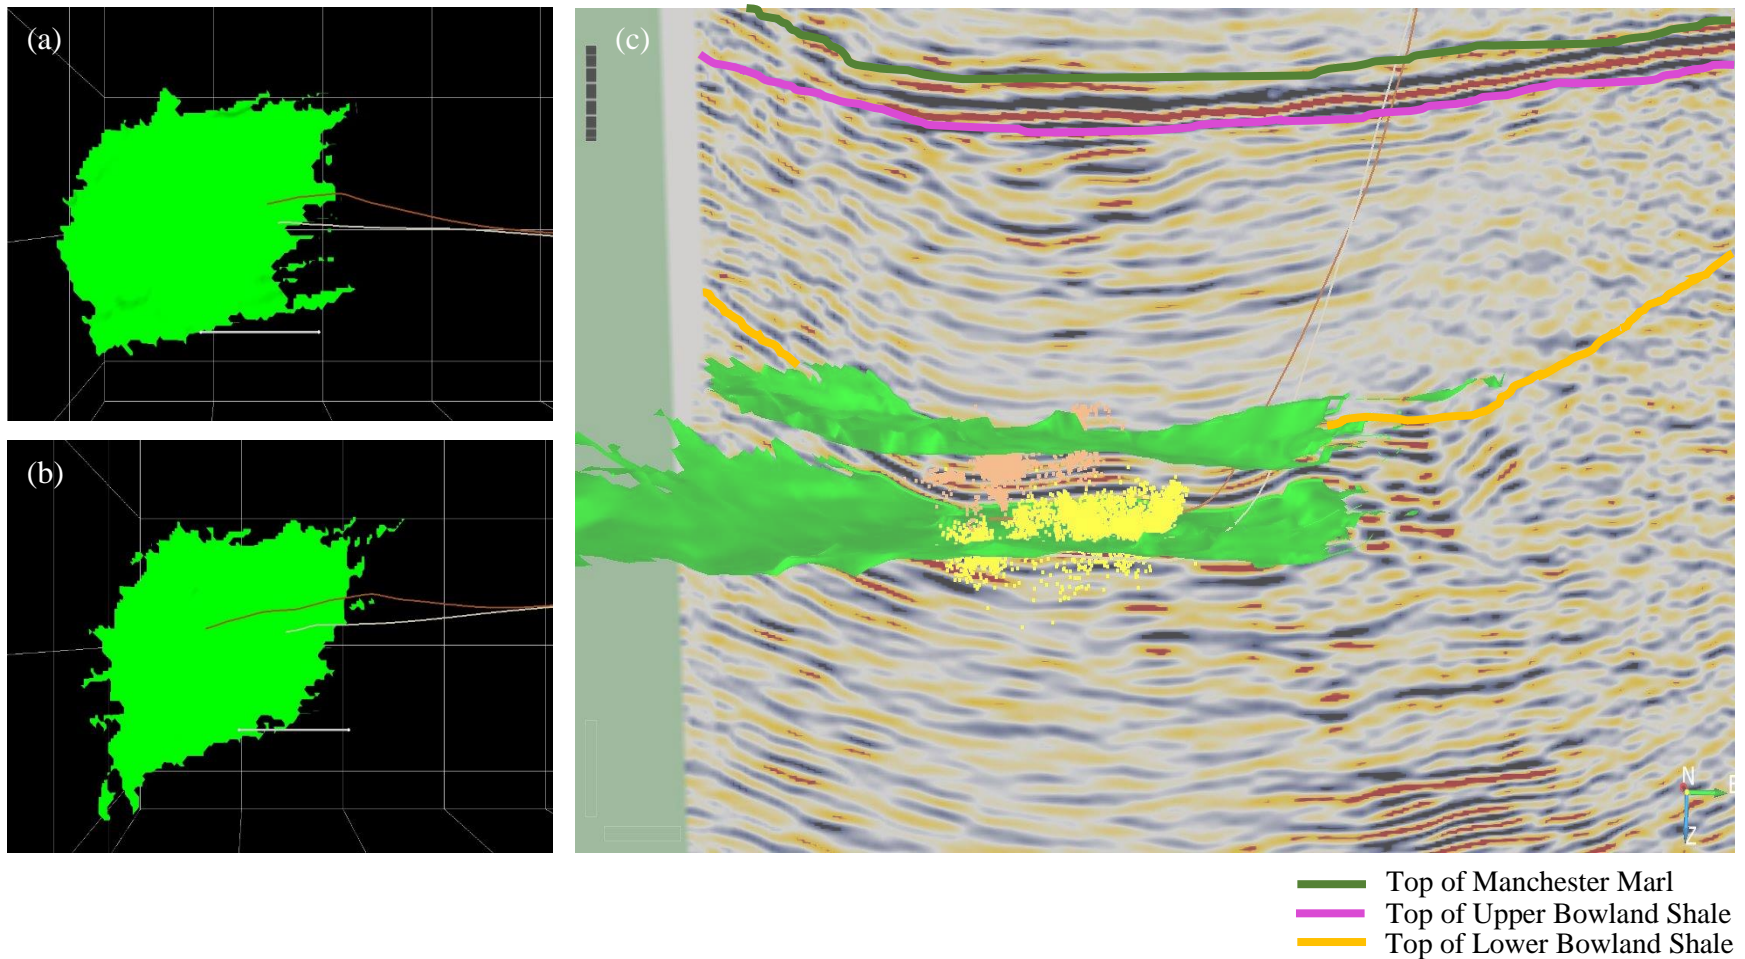 (a)
(b)
(c)
N
E
Z
Top of Manchester Marl
Top of Upper Bowland Shale
Top of Lower Bowland Shale